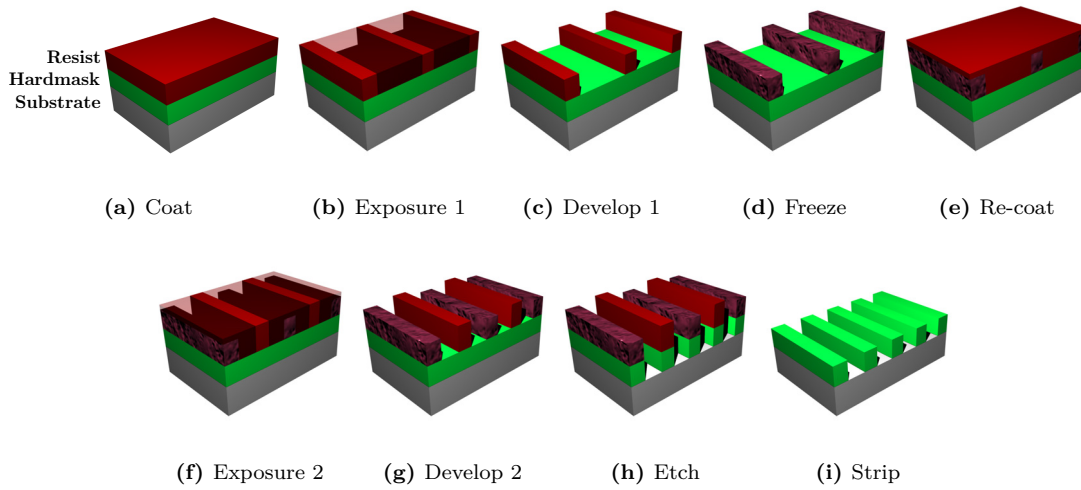 Resist
Hardmask
Substrate
(a) Coat
(b) Exposure 1
(c) Develop 1
(d) Freeze
(e) Re-coat
(f) Exposure 2
(g) Develop 2
(h) Etch
(i) Strip